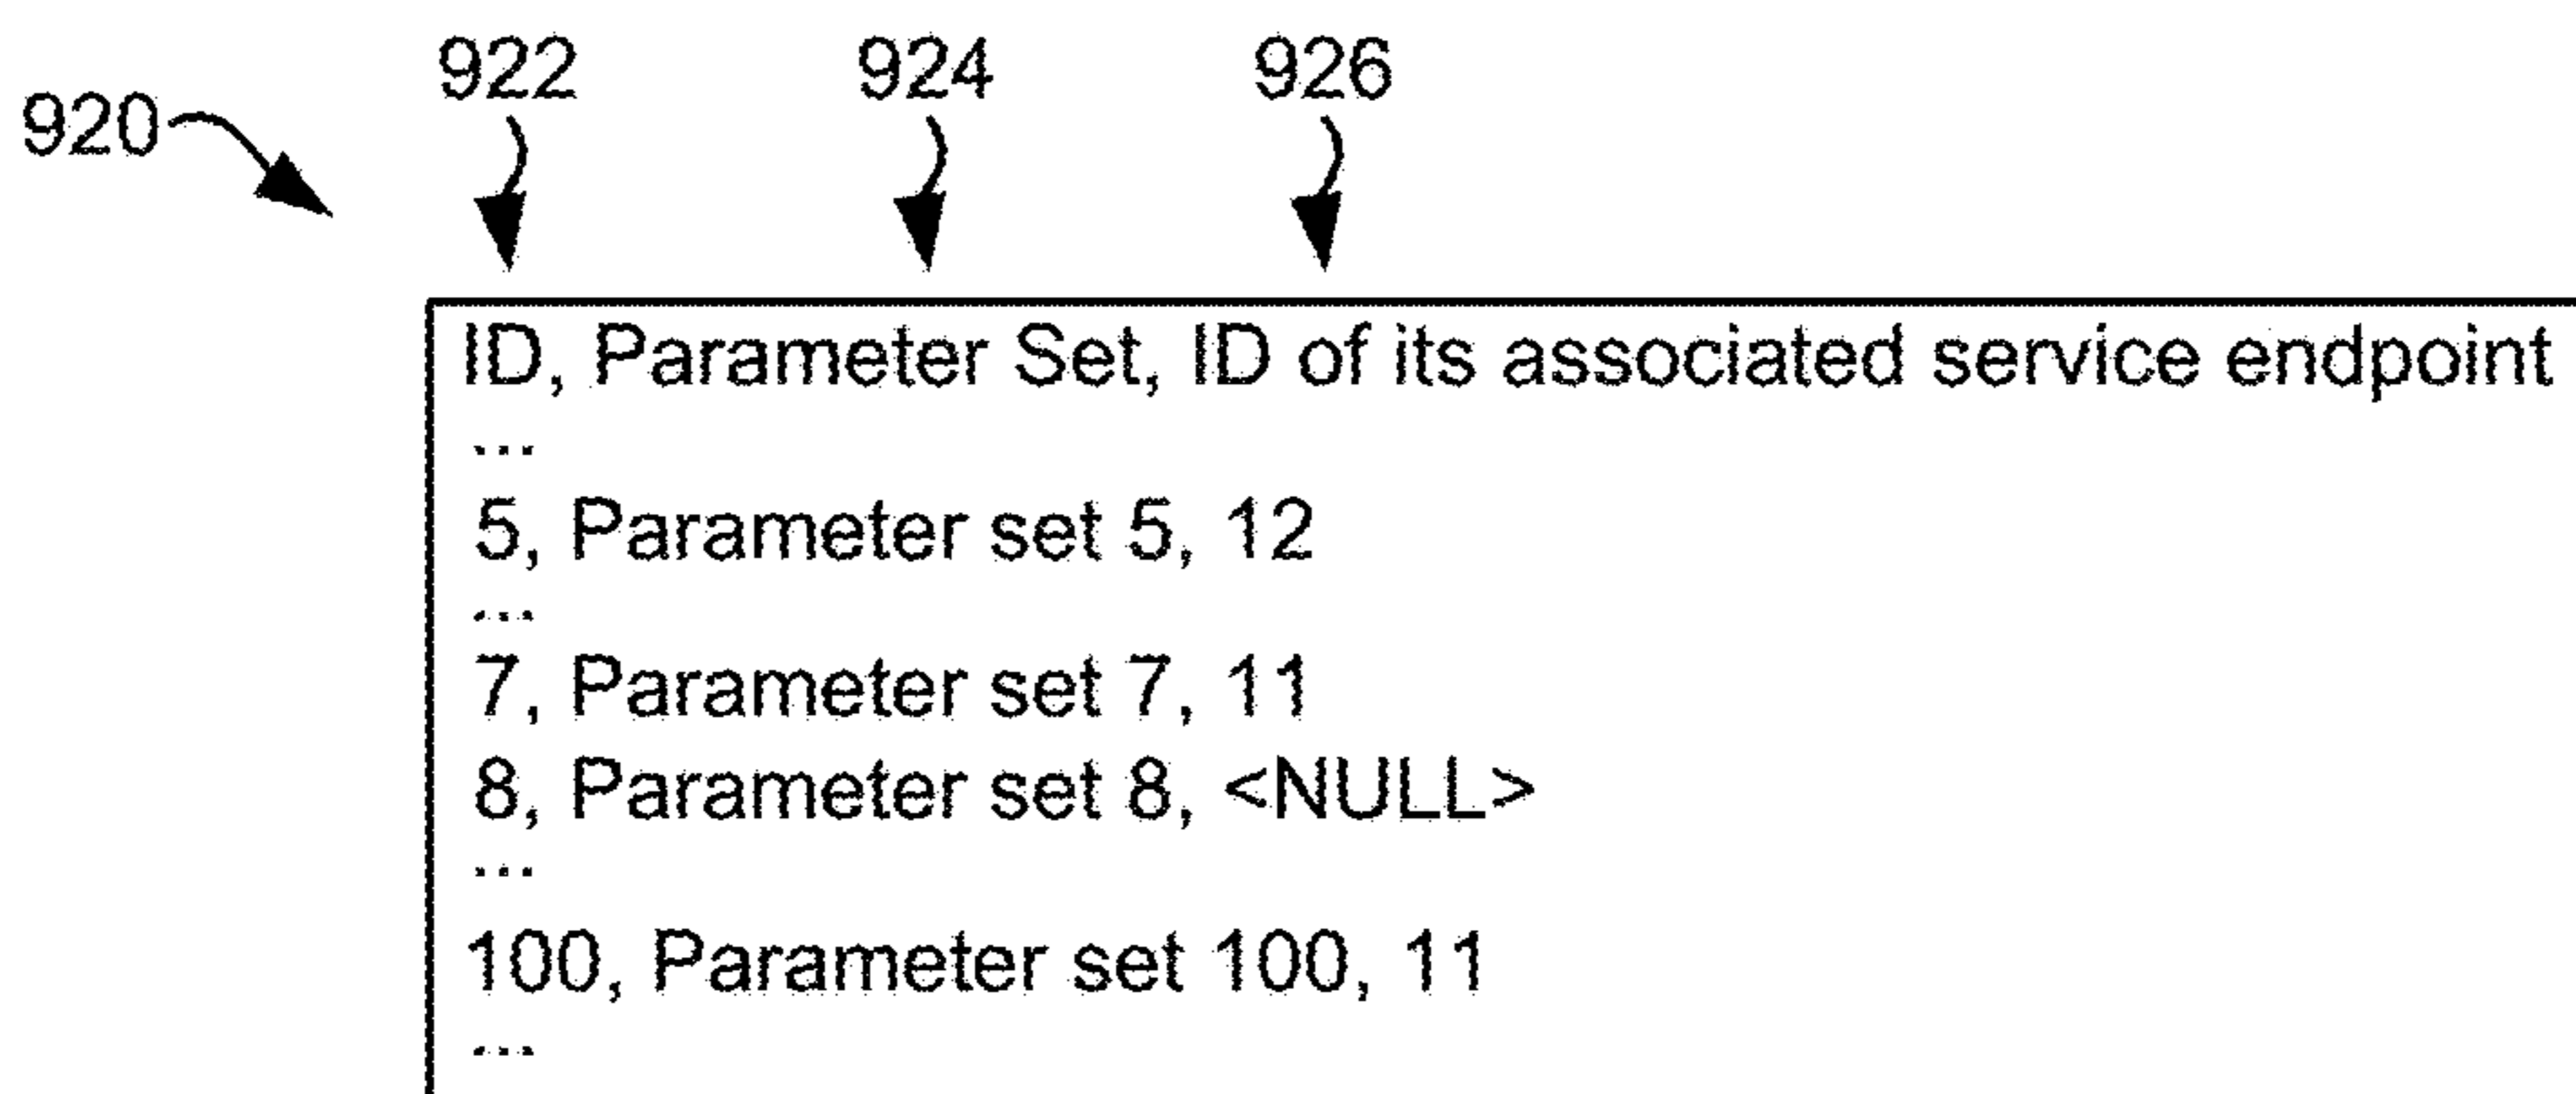 922 924 926
920
ID, Parameter Set, ID of its associated service endpoint
...
5, Parameter set 5, 12
...
7, Parameter set 7, 11
8, Parameter set 8, <NULL>
...
100, Parameter set 100, 11
...